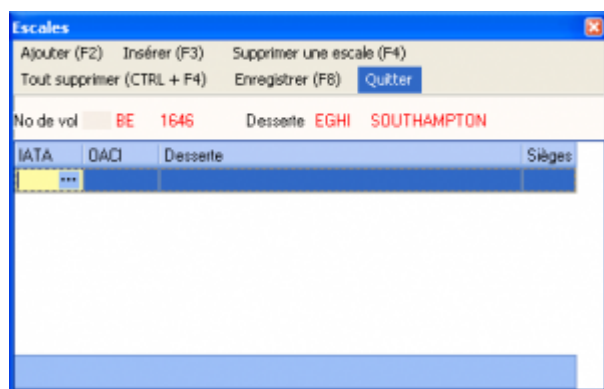 Escales
Ajouter (F2) Insérer (F3) Supprimer une escale (F4)
Tout supprimer (CTRL + F4) Enregistrer (F8) Quitter
No de vol BE 1646 Desserte EGHI SOUTHAMPTON
IATA OACI Desserte Sièges